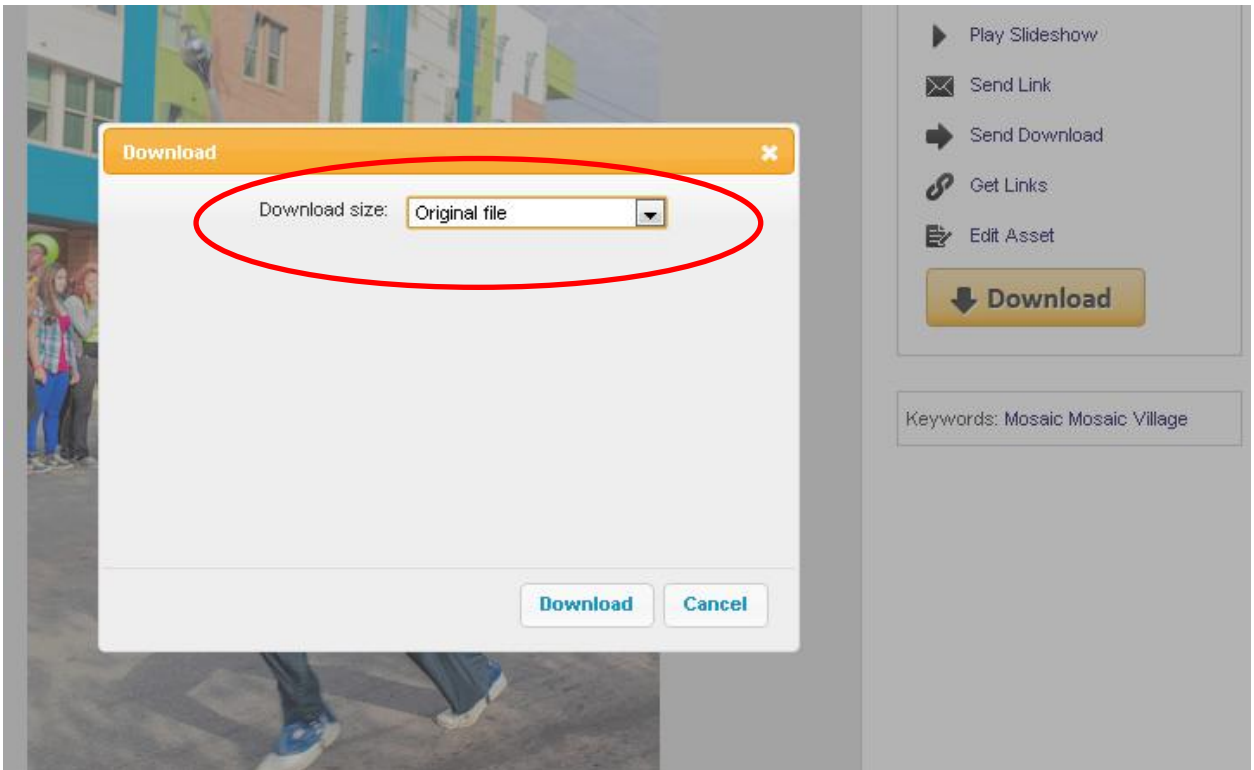 Play Slideshow
Send Link
Send Download
Get Links
Edit Asset
Download
Keywords: Mosaic Mosaic Village
Download
Download size: Original file
Download Cancel